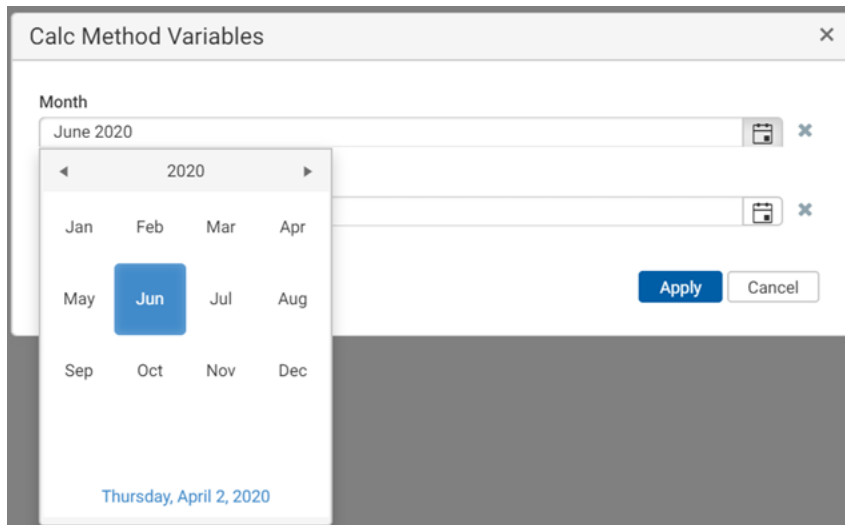 Calc Method Variables
Month
June 2020
2020
Jan Feb Mar Apr
May Jun Jul Aug
Apply Cancel
Sep Oct Nov Dec
Thursday, April 2, 2020